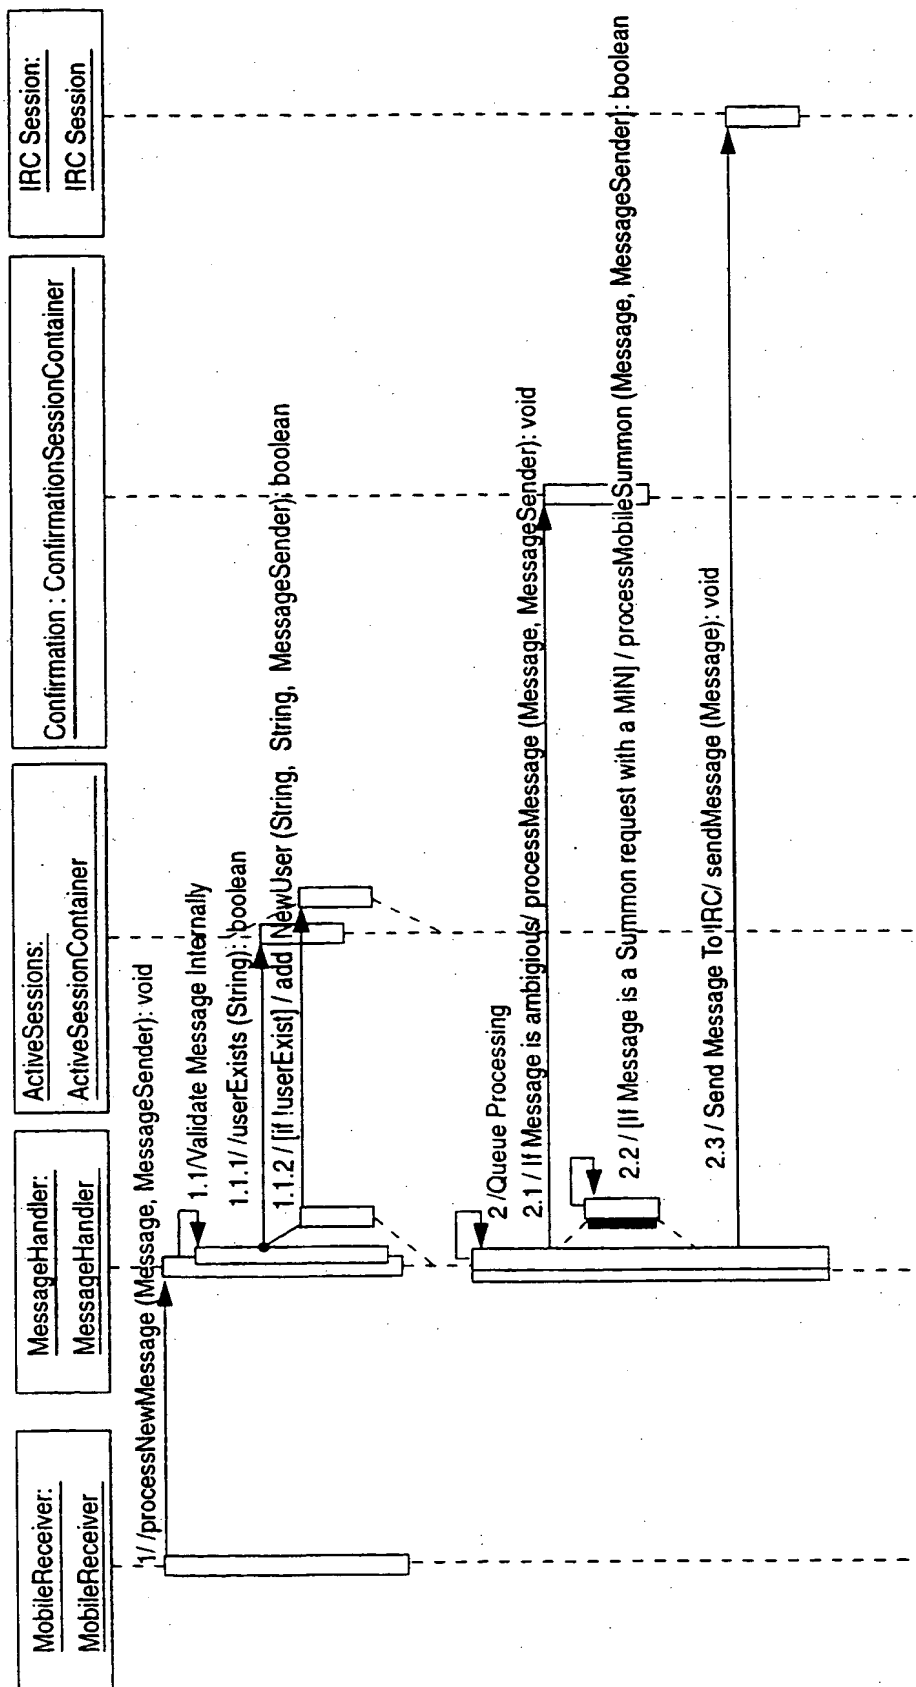 MobileReceiver:
MobileReceiver
MessageHandler:
MessageHandler
ActiveSessions:
ActiveSessionContainer
Confirmation : ConfirmationSessionContainer
IRC Session:
IRC Session
1/ /processNewMessage (Message, MessageSender): void
1.1/Validate Message Internally
1.1.1/ /userExists (String): boolean
1.1.2 / [if !userExist] / add NewUser (String, String, MessageSender): boolean
2 /Queue Processing
2.1 / If Message is ambigious/ processMessage (Message, MessageSender): void
2.2 / [If Message is a Summon request with a MIN] / processMobileSummon (Message, MessageSender): boolean
2.3 / Send Message To IRC/ sendMessage (Message): void